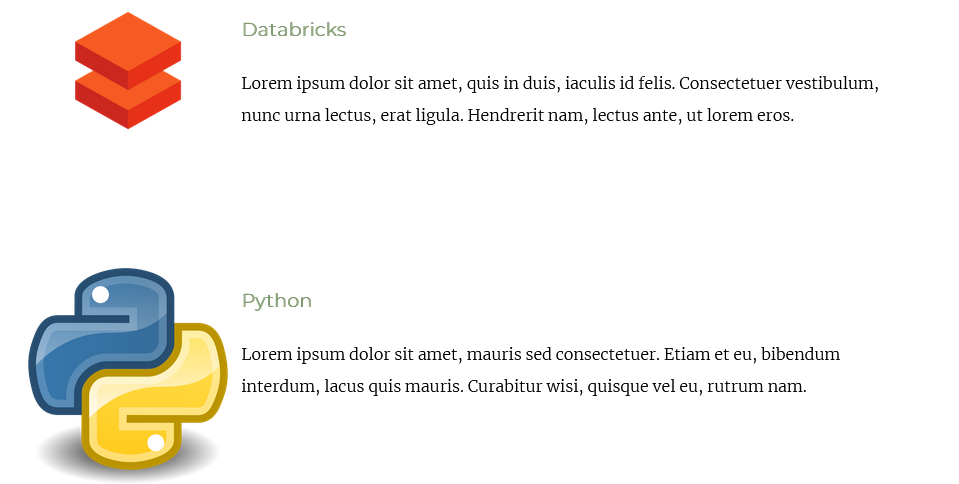 Databricks
Lorem ipsum dolor sit amet, quis in duis, iaculis id felis. Consectetuer vestibulum,
nunc urna lectus, erat ligula. Hendrerit nam, lectus ante, ut lorem eros.
Python
Lorem ipsum dolor sit amet, mauris sed consectetuer. Etiam et eu, bibendum
interdum, lacus quis mauris. Curabitur wisi, quisque vel eu, rutrum nam.